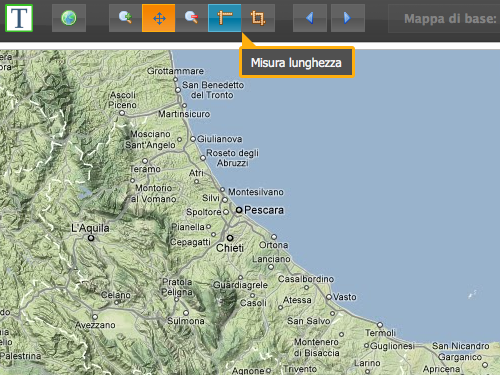 T
Mappa di base:
Misura lunghezza
Grottammare
San Benedetto
del Tronto
Ascoli
Piceno
Martinsicuro
Mosciano
Sant'Angelo
Giulianova
Roseto degli
Abruzzi
Teramo
Atri
Montorio
al Vomano
Montesilvano
Silvi
Spoltore
Pescara
L'Aquila
Pianella
Cepagatti
Chieti
Ortona
Lanciano
Pratola
Peligna
Guardiagrele
Casalbordino
Celano
Casoli
Atessa
Vasto
Avezzano
Sulmona
San Salvo
Termoli
Montenero
di Bisaccia
Guglionesi
San Nicandro
Garganico
Palestrina
Agnone
Trivento
Larino
Apricena